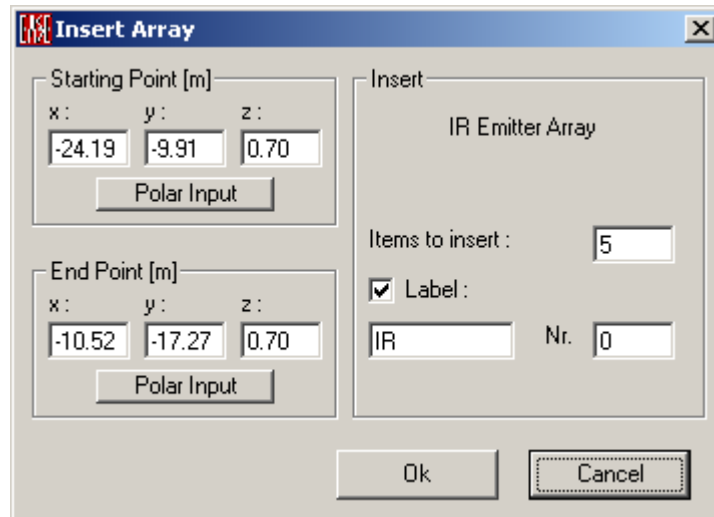 Insert Array
Starting Point [m]
x : y : z :
-24.19 -9.91 0.70
Polar Input
End Point [m]
x : y : z :
-10.52 -17.27 0.70
Polar Input
Insert
IR Emitter Array
Items to insert : 5
Label :
IR Nr. 0
Ok Cancel